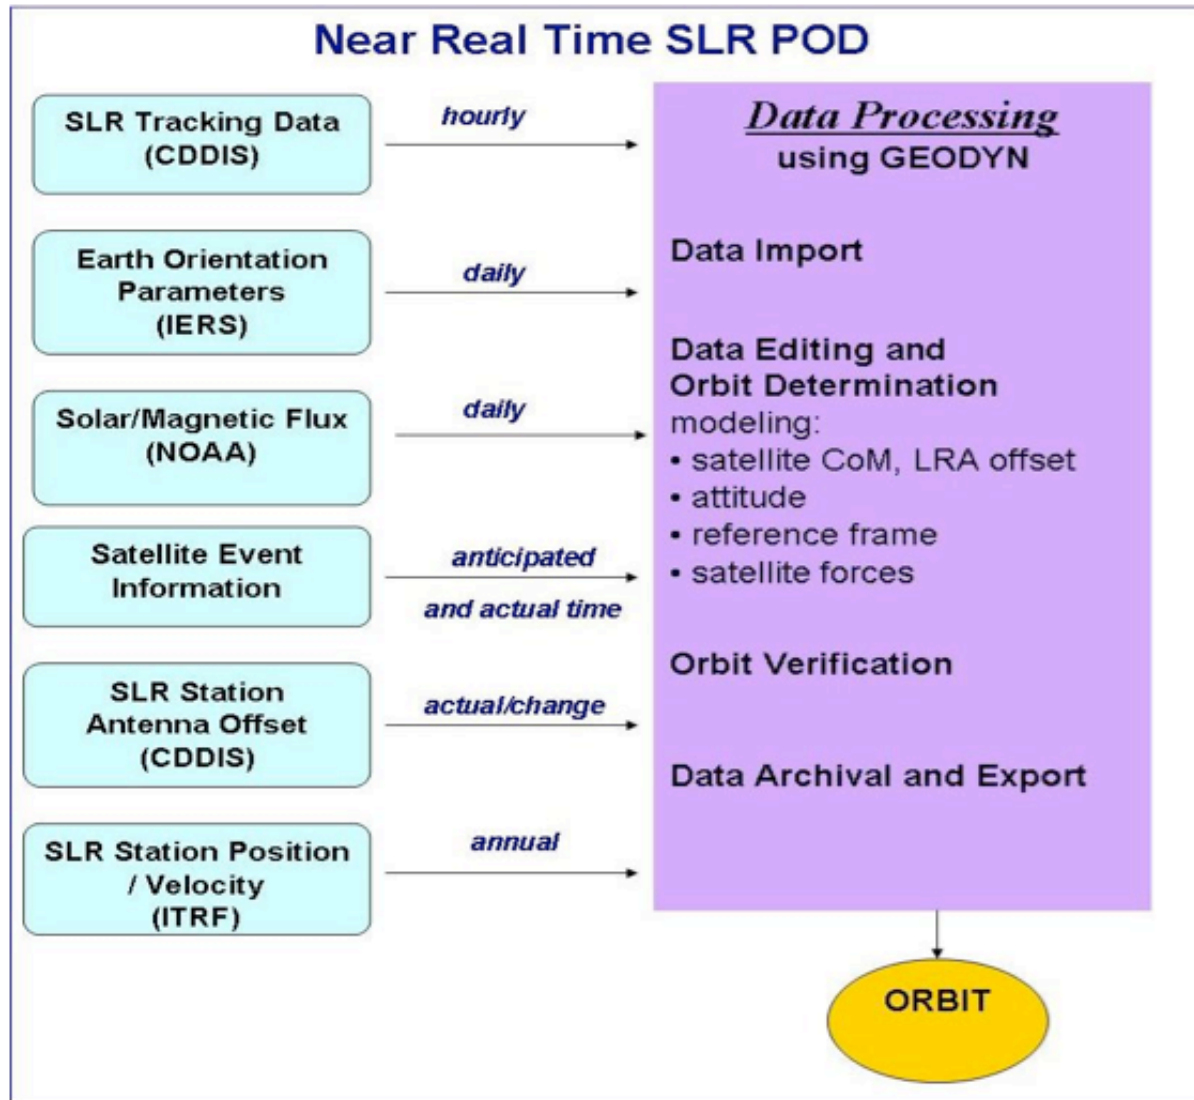 Near Real Time SLR POD
SLR Tracking Data
(CDDIS)
hourly
Earth Orientation
Parameters
(IERS)
daily
Solar/Magnetic Flux
(NOAA)
daily
Satellite Event
Information
anticipated
and actual time
SLR Station
Antenna Offset
(CDDIS)
actual/change
SLR Station Position
/ Velocity
(ITRF)
annual
Data Processing
using GEODYN
Data Import
Data Editing and
Orbit Determination
modeling:
• satellite CoM, LRA offset
• attitude
• reference frame
• satellite forces
Orbit Verification
Data Archival and Export
ORBIT